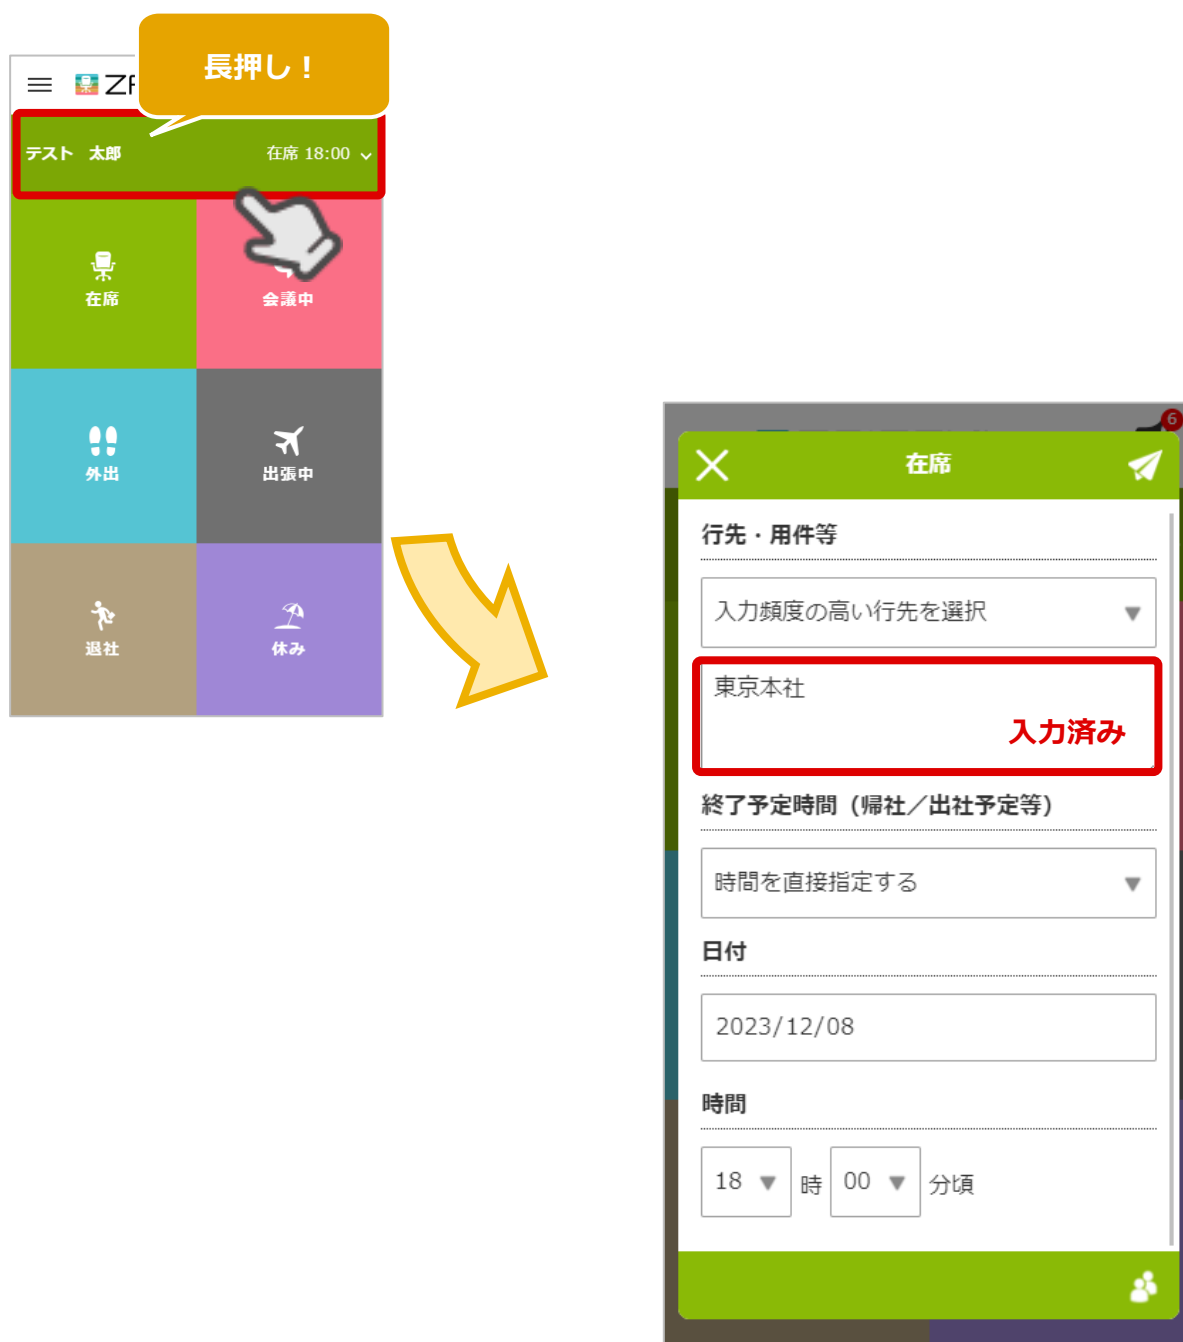 長押し！
テスト 太郎
在席 18:00
在席
会議中
外出
出張中
退社
休み
6
在席
行先・用件等
入力頻度の高い行先を選択
東京本社
入力済み
終了予定時間（帰社／出社予定等）
時間を直接指定する
日付
2023/12/08
時間
18 時 00 分頃